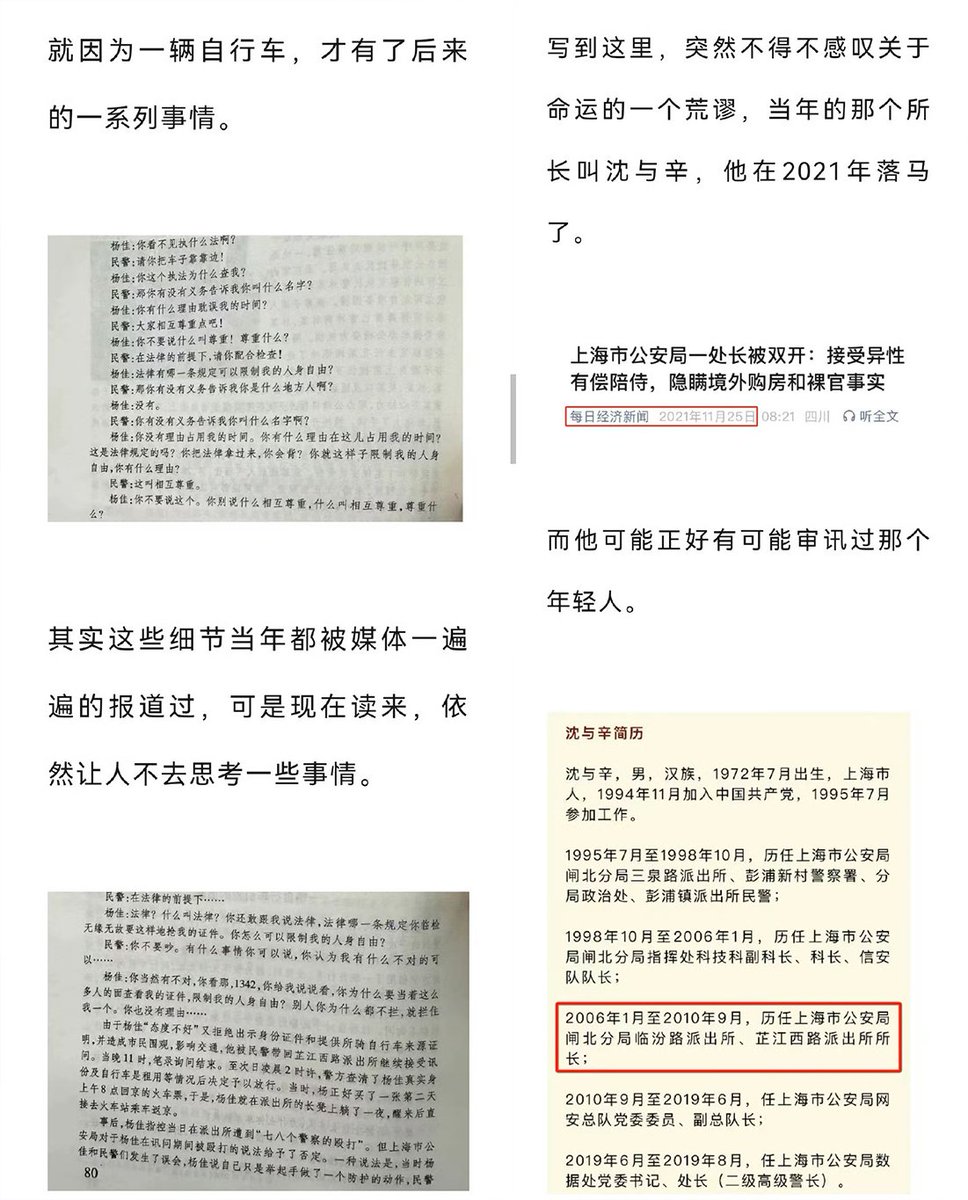 就因为一辆自行车，才有了后来
的一系列事情。
杨佳：你看不见执什么法啊？
民警：请你把车子靠靠边！
杨佳：你这个执法为什么查我？
民警：那你有没有义务告诉我你叫什么名字？
杨佳：你有什么理由耽误我的时间？
民警：大家相互尊重点吧！
杨佳：你不要说什么叫尊重！尊重什么？
民警：在法律的前提下，请你配合检查！
杨佳：法律有哪一条规定可以限制我的人身自由？
民警：那你有没有义务告诉我你是什么地方人啊？
杨佳：没有。
民警：你有没有义务告诉我你叫什么名字啊？
杨佳：你没有理由占用我的时间。你有什么理由在这儿占用我的时间？
这是法律规定的吗？你把法律拿过来，你会背？你就这样子限制我的人身
自由，你有什么理由？
民警：这叫相互尊重。
杨佳：你不要说这个。你别说什么相互尊重，什么叫相互尊重，尊重什
么？
其实这些细节当年都被媒体一遍
遍的报道过，可是现在读来，依
然让人不去思考一些事情。
民警：在法律的前提下……
杨佳：法律？什么叫法律？你还敢跟我说法律，法律哪一条规定你首检
无缘无故要这样地抢我的证件。你怎么可以限制我的人身自由？
民警：你不要吵。有什么事情你可以说，你认为我有什么不对的可
以……
杨佳：你当然有不对，你看那，1342，你给我说说看，你为什么要当着这么
多人的面查看我的证件，限制我的人身自由？别人你为什么都不拦，就拦住
我一个。你也没有理由……
由于杨佳“态度不好”又拒绝出示身份证件和提供所骑自行车来源证
明，并造成市民围观，影响交通，他被民警带回芷江西路派出所继续接受讯
问。当晚11时，笔录询问结束。至次日凌晨2时许，警方查清了杨佳真实身
份及自行车是租用等情况后决定予以放行。当时，杨正好买了一张第二天
上午8点回京的火车票，于是，杨佳就在派出所的长凳上躺了一夜，醒来后直
接去火车站乘车返京。
事后，杨佳指控当日在派出所遭到“七八个警察的殴打”。但上海市公
安局对于杨佳在讯问期间被殴打的说法给予了否定。一种说法是，当时杨
佳和民警们发生了误会，杨佳说自己只是举起手做了一个防护的动作，民警
80
写到这里，突然不得不感叹关于
命运的一个荒谬，当年的那个所
长叫沈与辛，他在2021年落马
了。
上海市公安局一处长被双开：接受异性
有偿陪侍，隐瞒境外购房和裸官事实
每日经济新闻 2021年11月25日 08:21 四川 听全文
而他可能正好有可能审讯过那个
年轻人。
沈与辛简历
沈与辛，男，汉族，1972年7月出生，上海市
人，1994年11月加入中国共产党，1995年7月
参加工作。
1995年7月至1998年10月，历任上海市公安局
闸北分局三泉路派出所、彭浦新村警察署、分
局政治处、彭浦镇派出所民警；
1998年10月至2006年1月，历任上海市公安局
闸北分局指挥处科技科副科长、科长、信安
队队长；
2006年1月至2010年9月，历任上海市公安局
闸北分局临汾路派出所、芷江西路派出所所
长；
2010年9月至2019年6月，任上海市公安局网
安总队党委委员、副总队长；
2019年6月至2019年8月，任上海市公安局数
据处党委书记、处长（二级高级警长）。